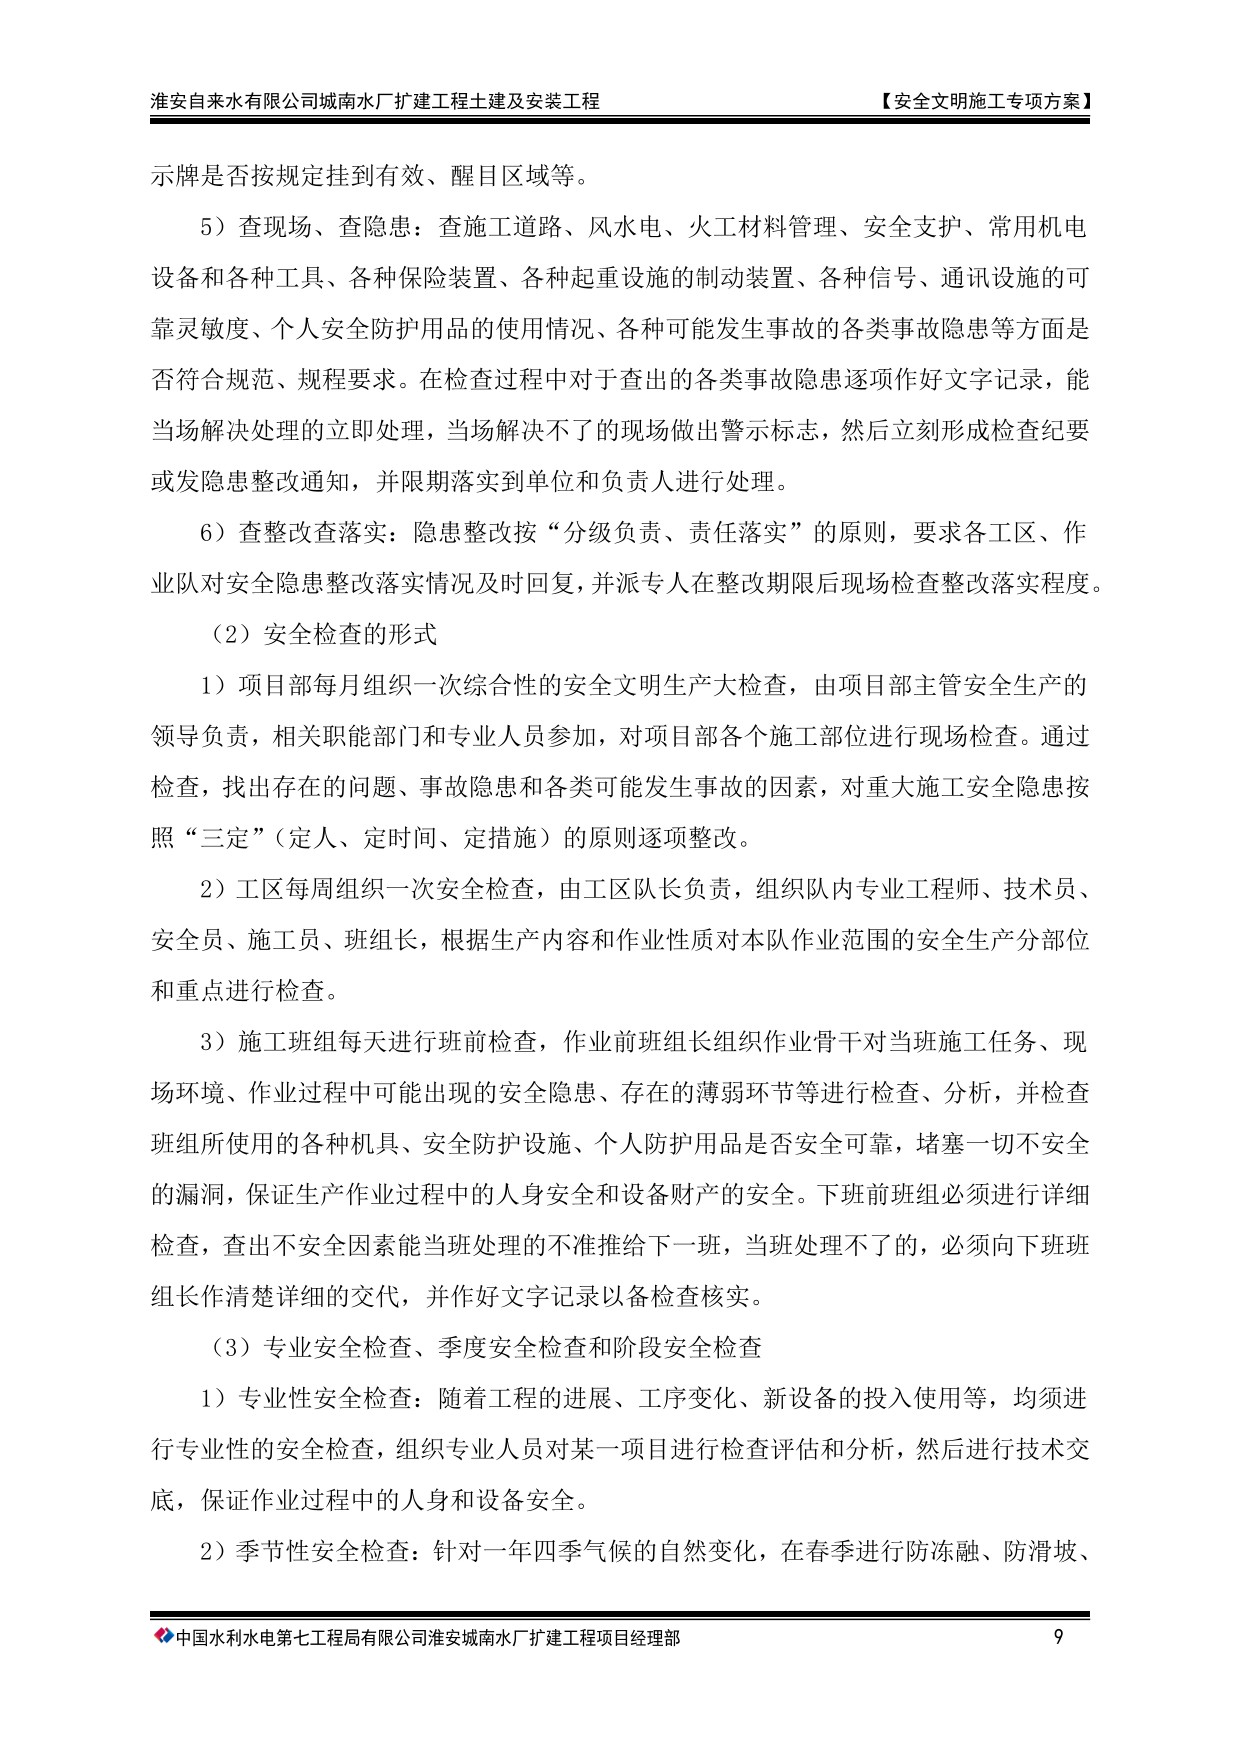 淮安自来水有限公司城南水厂扩建工程土建及安装工程 【安全文明施工专项方案】
示牌是否按规定挂到有效、醒目区域等。
5）查现场、查隐患：查施工道路、风水电、火工材料管理、安全支护、常用机电
设备和各种工具、各种保险装置、各种起重设施的制动装置、各种信号、通讯设施的可
靠灵敏度、个人安全防护用品的使用情况、各种可能发生事故的各类事故隐患等方面是
否符合规范、规程要求。在检查过程中对于查出的各类事故隐患逐项作好文字记录，能
当场解决处理的立即处理，当场解决不了的现场做出警示标志，然后立刻形成检查纪要
或发隐患整改通知，并限期落实到单位和负责人进行处理。
6）查整改查落实：隐患整改按“分级负责、责任落实”的原则，要求各工区、作
业队对安全隐患整改落实情况及时回复，并派专人在整改期限后现场检查整改落实程度。
（2）安全检查的形式
1）项目部每月组织一次综合性的安全文明生产大检查，由项目部主管安全生产的
领导负责，相关职能部门和专业人员参加，对项目部各个施工部位进行现场检查。通过
检查，找出存在的问题、事故隐患和各类可能发生事故的因素，对重大施工安全隐患按
照“三定”（定人、定时间、定措施）的原则逐项整改。
2）工区每周组织一次安全检查，由工区队长负责，组织队内专业工程师、技术员、
安全员、施工员、班组长，根据生产内容和作业性质对本队作业范围的安全生产分部位
和重点进行检查。
3）施工班组每天进行班前检查，作业前班组长组织作业骨干对当班施工任务、现
场环境、作业过程中可能出现的安全隐患、存在的薄弱环节等进行检查、分析，并检查
班组所使用的各种机具、安全防护设施、个人防护用品是否安全可靠，堵塞一切不安全
的漏洞，保证生产作业过程中的人身安全和设备财产的安全。下班前班组必须进行详细
检查，查出不安全因素能当班处理的不准推给下一班，当班处理不了的，必须向下班班
组长作清楚详细的交代，并作好文字记录以备检查核实。
（3）专业安全检查、季度安全检查和阶段安全检查
1）专业性安全检查：随着工程的进展、工序变化、新设备的投入使用等，均须进
行专业性的安全检查，组织专业人员对某一项目进行检查评估和分析，然后进行技术交
底，保证作业过程中的人身和设备安全。
2）季节性安全检查：针对一年四季气候的自然变化，在春季进行防冻融、防滑坡、
中国水利水电第七工程局有限公司淮安城南水厂扩建工程项目经理部 9